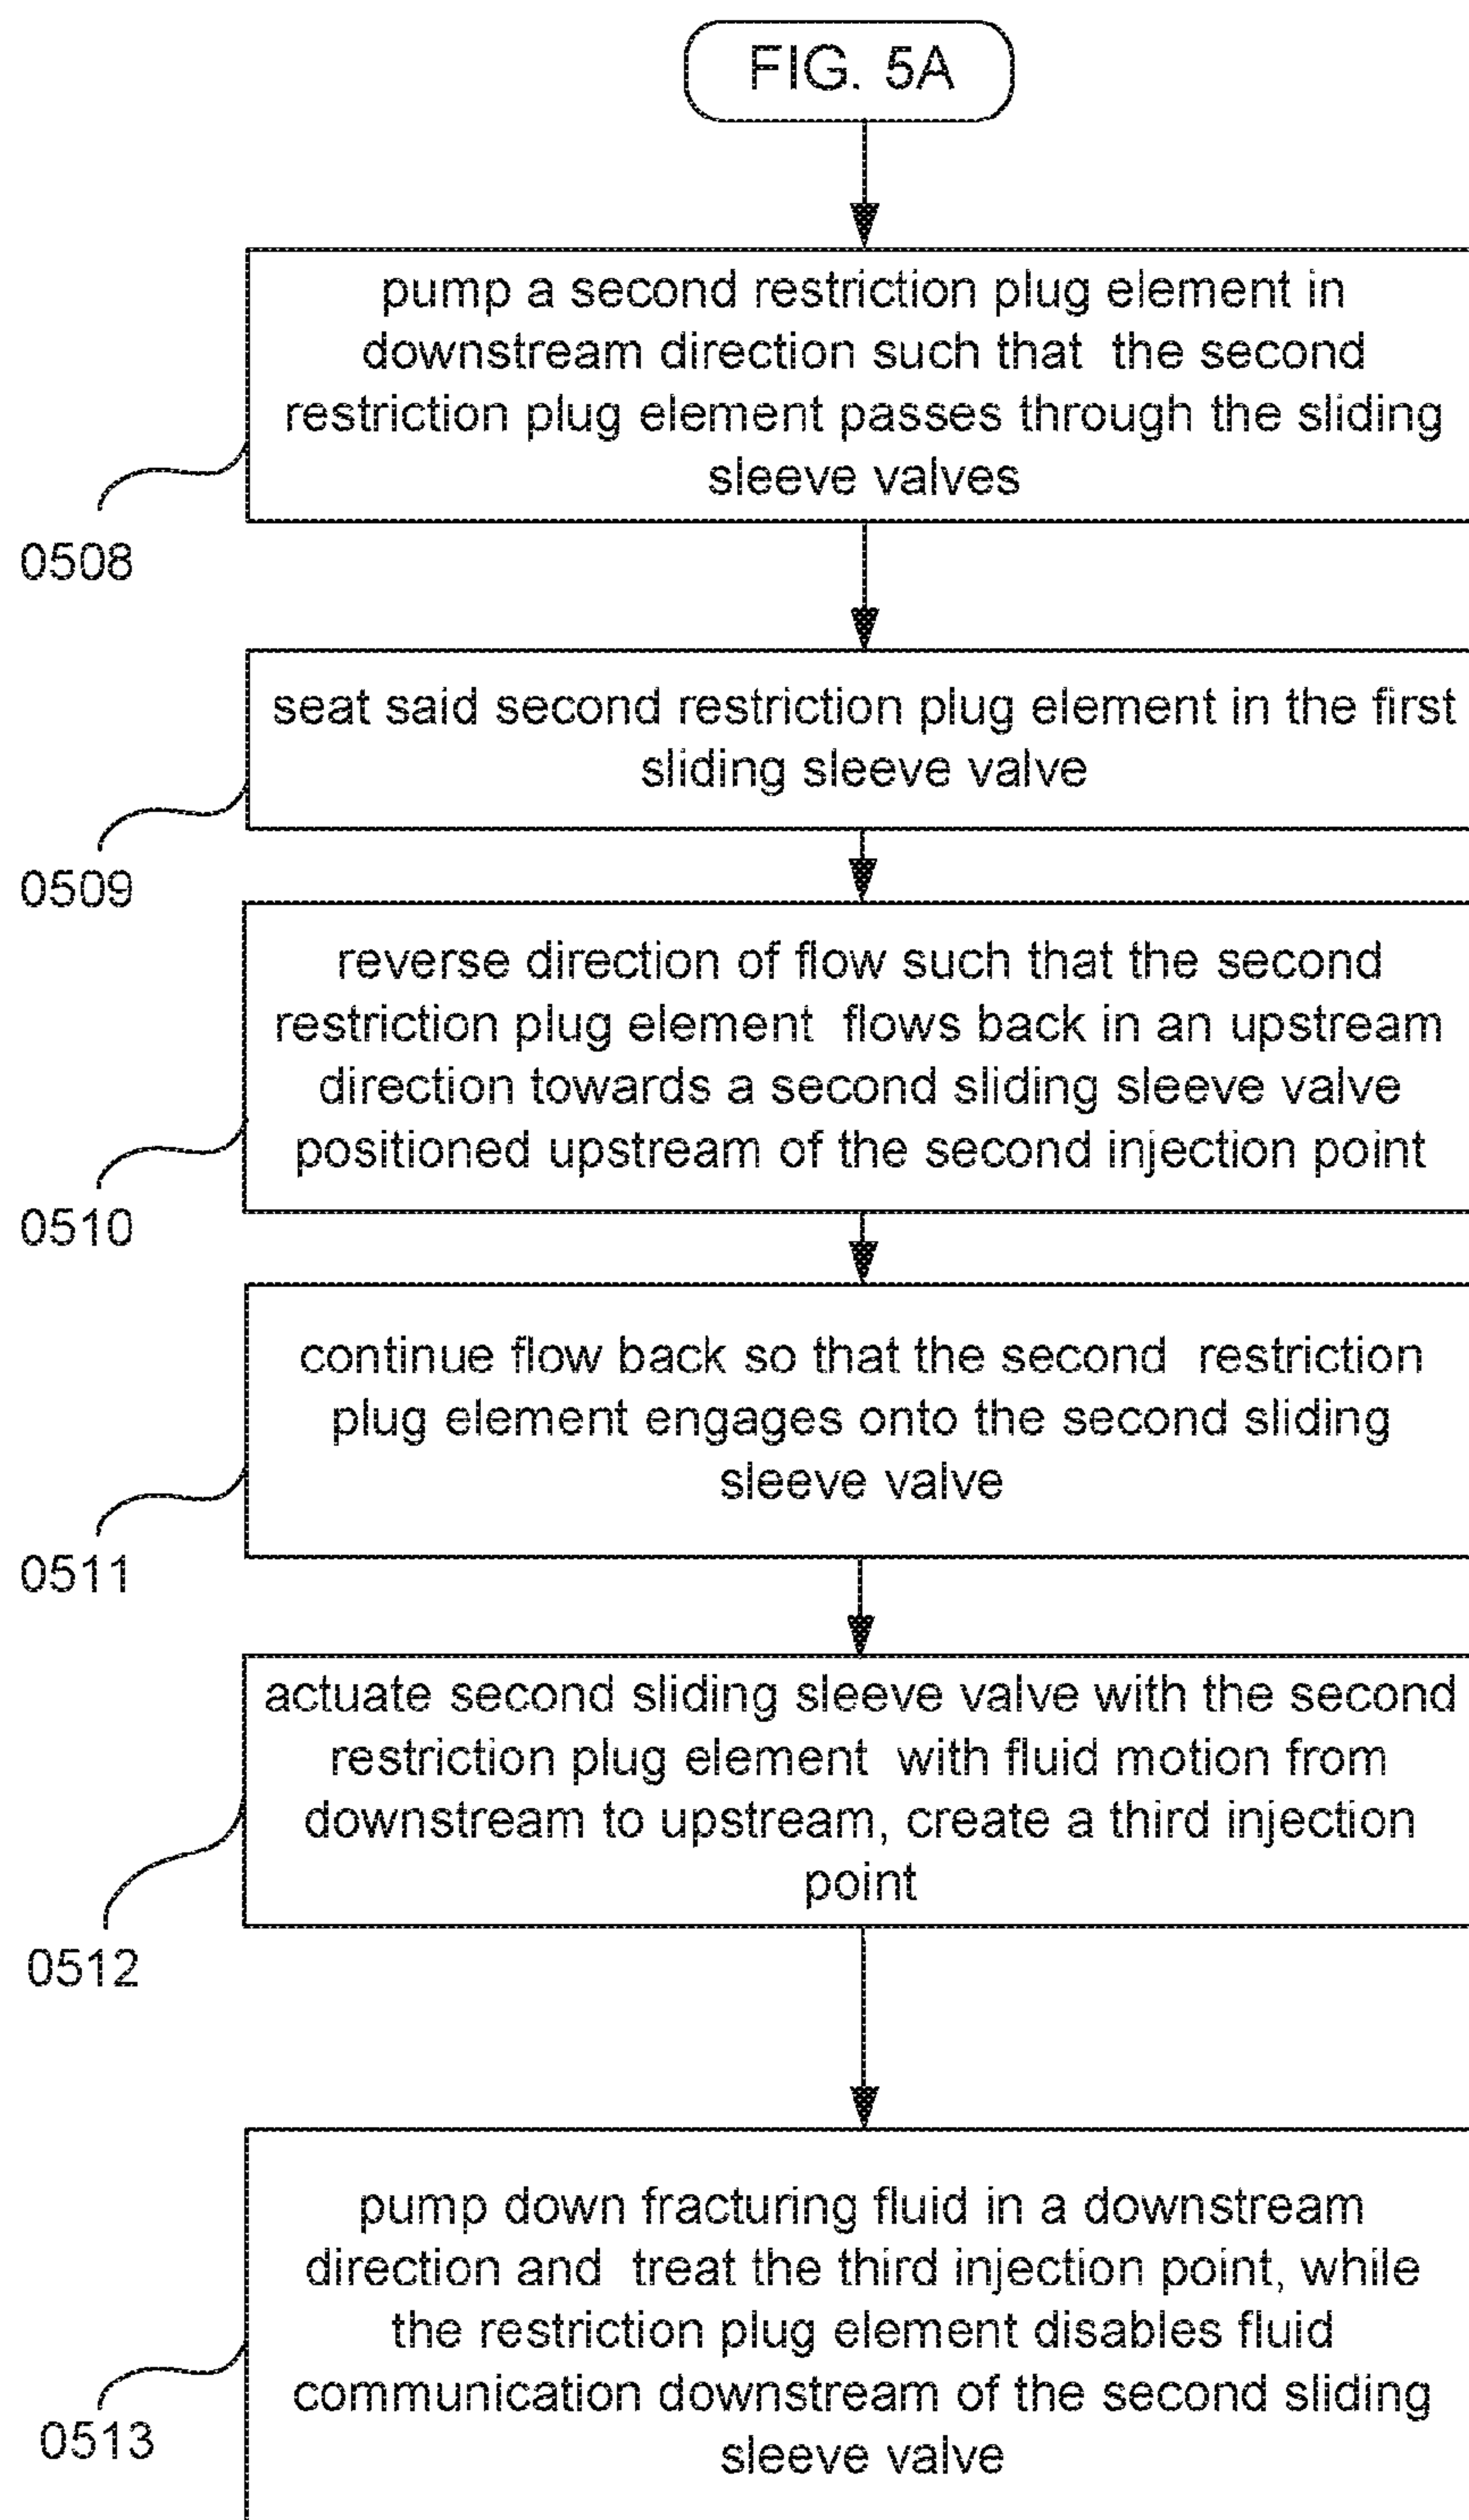 FIG. 5A
pump a second restriction plug element in
downstream direction such that the second
restriction plug element passes through the sliding
sleeve valves
0508
seat said second restriction plug element in the first
sliding sleeve valve
0509
reverse direction of flow such that the second
restriction plug element flows back in an upstream
direction towards a second sliding sleeve valve
positioned upstream of the second injection point
0510
continue flow back so that the second restriction
plug element engages onto the second sliding
sleeve valve
0511
actuate second sliding sleeve valve with the second
restriction plug element with fluid motion from
downstream to upstream, create a third injection
point
0512
pump down fracturing fluid in a downstream
direction and treat the third injection point, while
the restriction plug element disables fluid
communication downstream of the second sliding
sleeve valve
0513